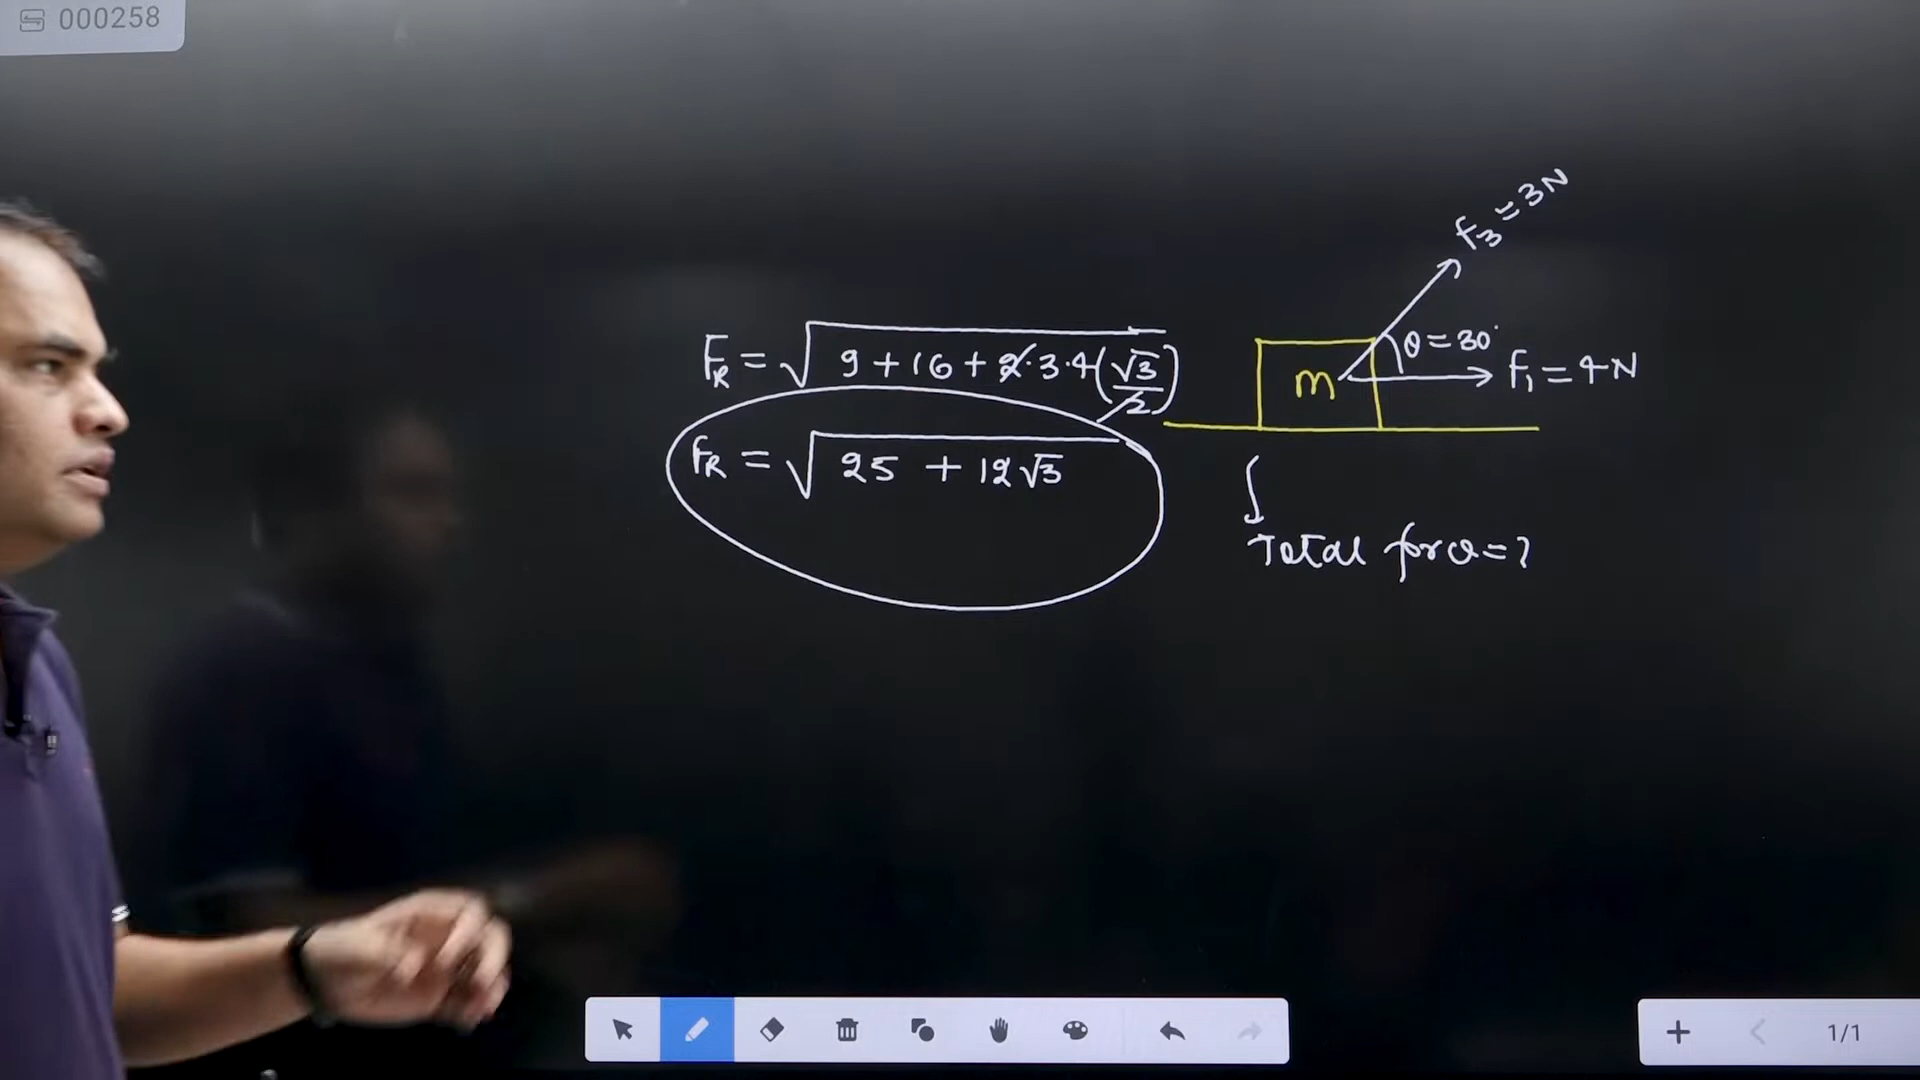 000258
F₃ = 3N
F_R = √(9 + 16 + 2·3·4(√3/2))
θ = 30°
m
F₁ = 4N
F_R = √(25 + 12√3)
Total force = ?
1/1